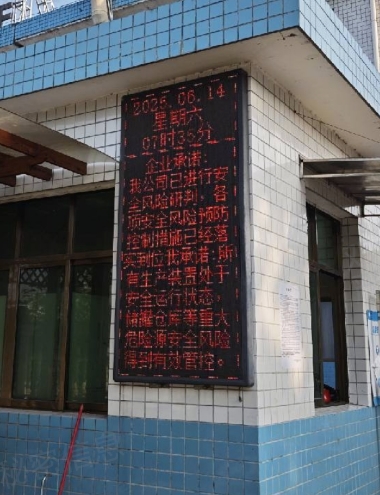 2025.06.14
星期六
07时35分
企业承诺：
我公司已进行安
全风险研判，各
项安全风险预防
控制措施已经落
实到位我承诺：所
有生产装置处于
安全运行状态，
储罐仓库等重大
危险源安全风险
得到有效管控。